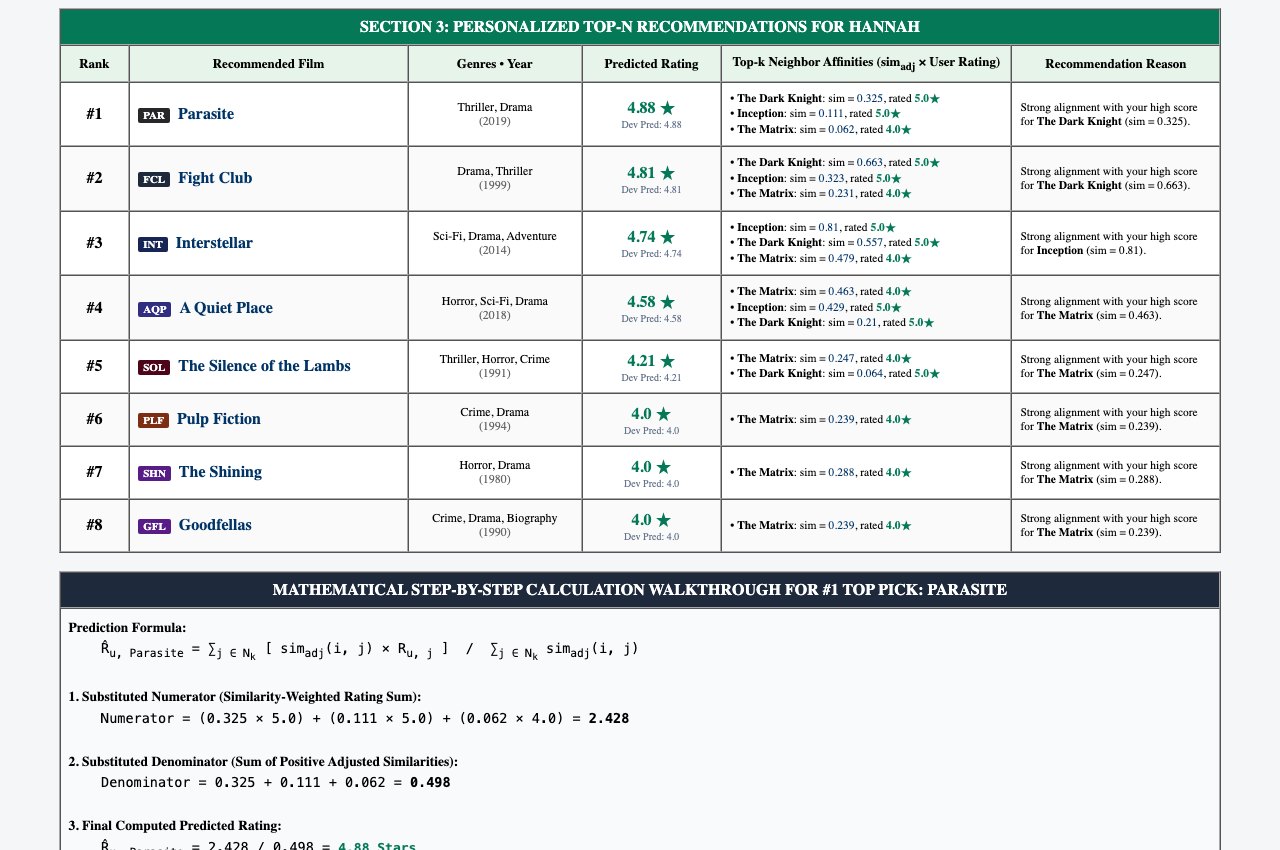 SECTION 3: PERSONALIZED TOP-N RECOMMENDATIONS FOR HANNAH
Rank
Recommended Film
Genres • Year
Predicted Rating
Top-k Neighbor Affinities (sim_adj × User Rating)
Recommendation Reason
#1
PAR Parasite
Thriller, Drama
(2019)
4.88 ★
Dev Pred: 4.88
• The Dark Knight: sim = 0.325, rated 5.0★
• Inception: sim = 0.111, rated 5.0★
• The Matrix: sim = 0.062, rated 4.0★
Strong alignment with your high score
for The Dark Knight (sim = 0.325).
#2
FCL Fight Club
Drama, Thriller
(1999)
4.81 ★
Dev Pred: 4.81
• The Dark Knight: sim = 0.663, rated 5.0★
• Inception: sim = 0.323, rated 5.0★
• The Matrix: sim = 0.231, rated 4.0★
Strong alignment with your high score
for The Dark Knight (sim = 0.663).
#3
INT Interstellar
Sci-Fi, Drama, Adventure
(2014)
4.74 ★
Dev Pred: 4.74
• Inception: sim = 0.81, rated 5.0★
• The Dark Knight: sim = 0.557, rated 5.0★
• The Matrix: sim = 0.479, rated 4.0★
Strong alignment with your high score
for Inception (sim = 0.81).
#4
AQP A Quiet Place
Horror, Sci-Fi, Drama
(2018)
4.58 ★
Dev Pred: 4.58
• The Matrix: sim = 0.463, rated 4.0★
• Inception: sim = 0.429, rated 5.0★
• The Dark Knight: sim = 0.21, rated 5.0★
Strong alignment with your high score
for The Matrix (sim = 0.463).
#5
SOL The Silence of the Lambs
Thriller, Horror, Crime
(1991)
4.21 ★
Dev Pred: 4.21
• The Matrix: sim = 0.247, rated 4.0★
• The Dark Knight: sim = 0.064, rated 5.0★
Strong alignment with your high score
for The Matrix (sim = 0.247).
#6
PLF Pulp Fiction
Crime, Drama
(1994)
4.0 ★
Dev Pred: 4.0
• The Matrix: sim = 0.239, rated 4.0★
Strong alignment with your high score
for The Matrix (sim = 0.239).
#7
SHN The Shining
Horror, Drama
(1980)
4.0 ★
Dev Pred: 4.0
• The Matrix: sim = 0.288, rated 4.0★
Strong alignment with your high score
for The Matrix (sim = 0.288).
#8
GFL Goodfellas
Crime, Drama, Biography
(1990)
4.0 ★
Dev Pred: 4.0
• The Matrix: sim = 0.239, rated 4.0★
Strong alignment with your high score
for The Matrix (sim = 0.239).
MATHEMATICAL STEP-BY-STEP CALCULATION WALKTHROUGH FOR #1 TOP PICK: PARASITE
Prediction Formula:
R̂u, Parasite = ∑j ∈ Nk [ simadj(i, j) × Ru, j ] / ∑j ∈ Nk simadj(i, j)
1. Substituted Numerator (Similarity-Weighted Rating Sum):
Numerator = (0.325 × 5.0) + (0.111 × 5.0) + (0.062 × 4.0) = 2.428
2. Substituted Denominator (Sum of Positive Adjusted Similarities):
Denominator = 0.325 + 0.111 + 0.062 = 0.498
3. Final Computed Predicted Rating:
R̂u, Parasite = 2.428 / 0.498 = 4.88 Stars